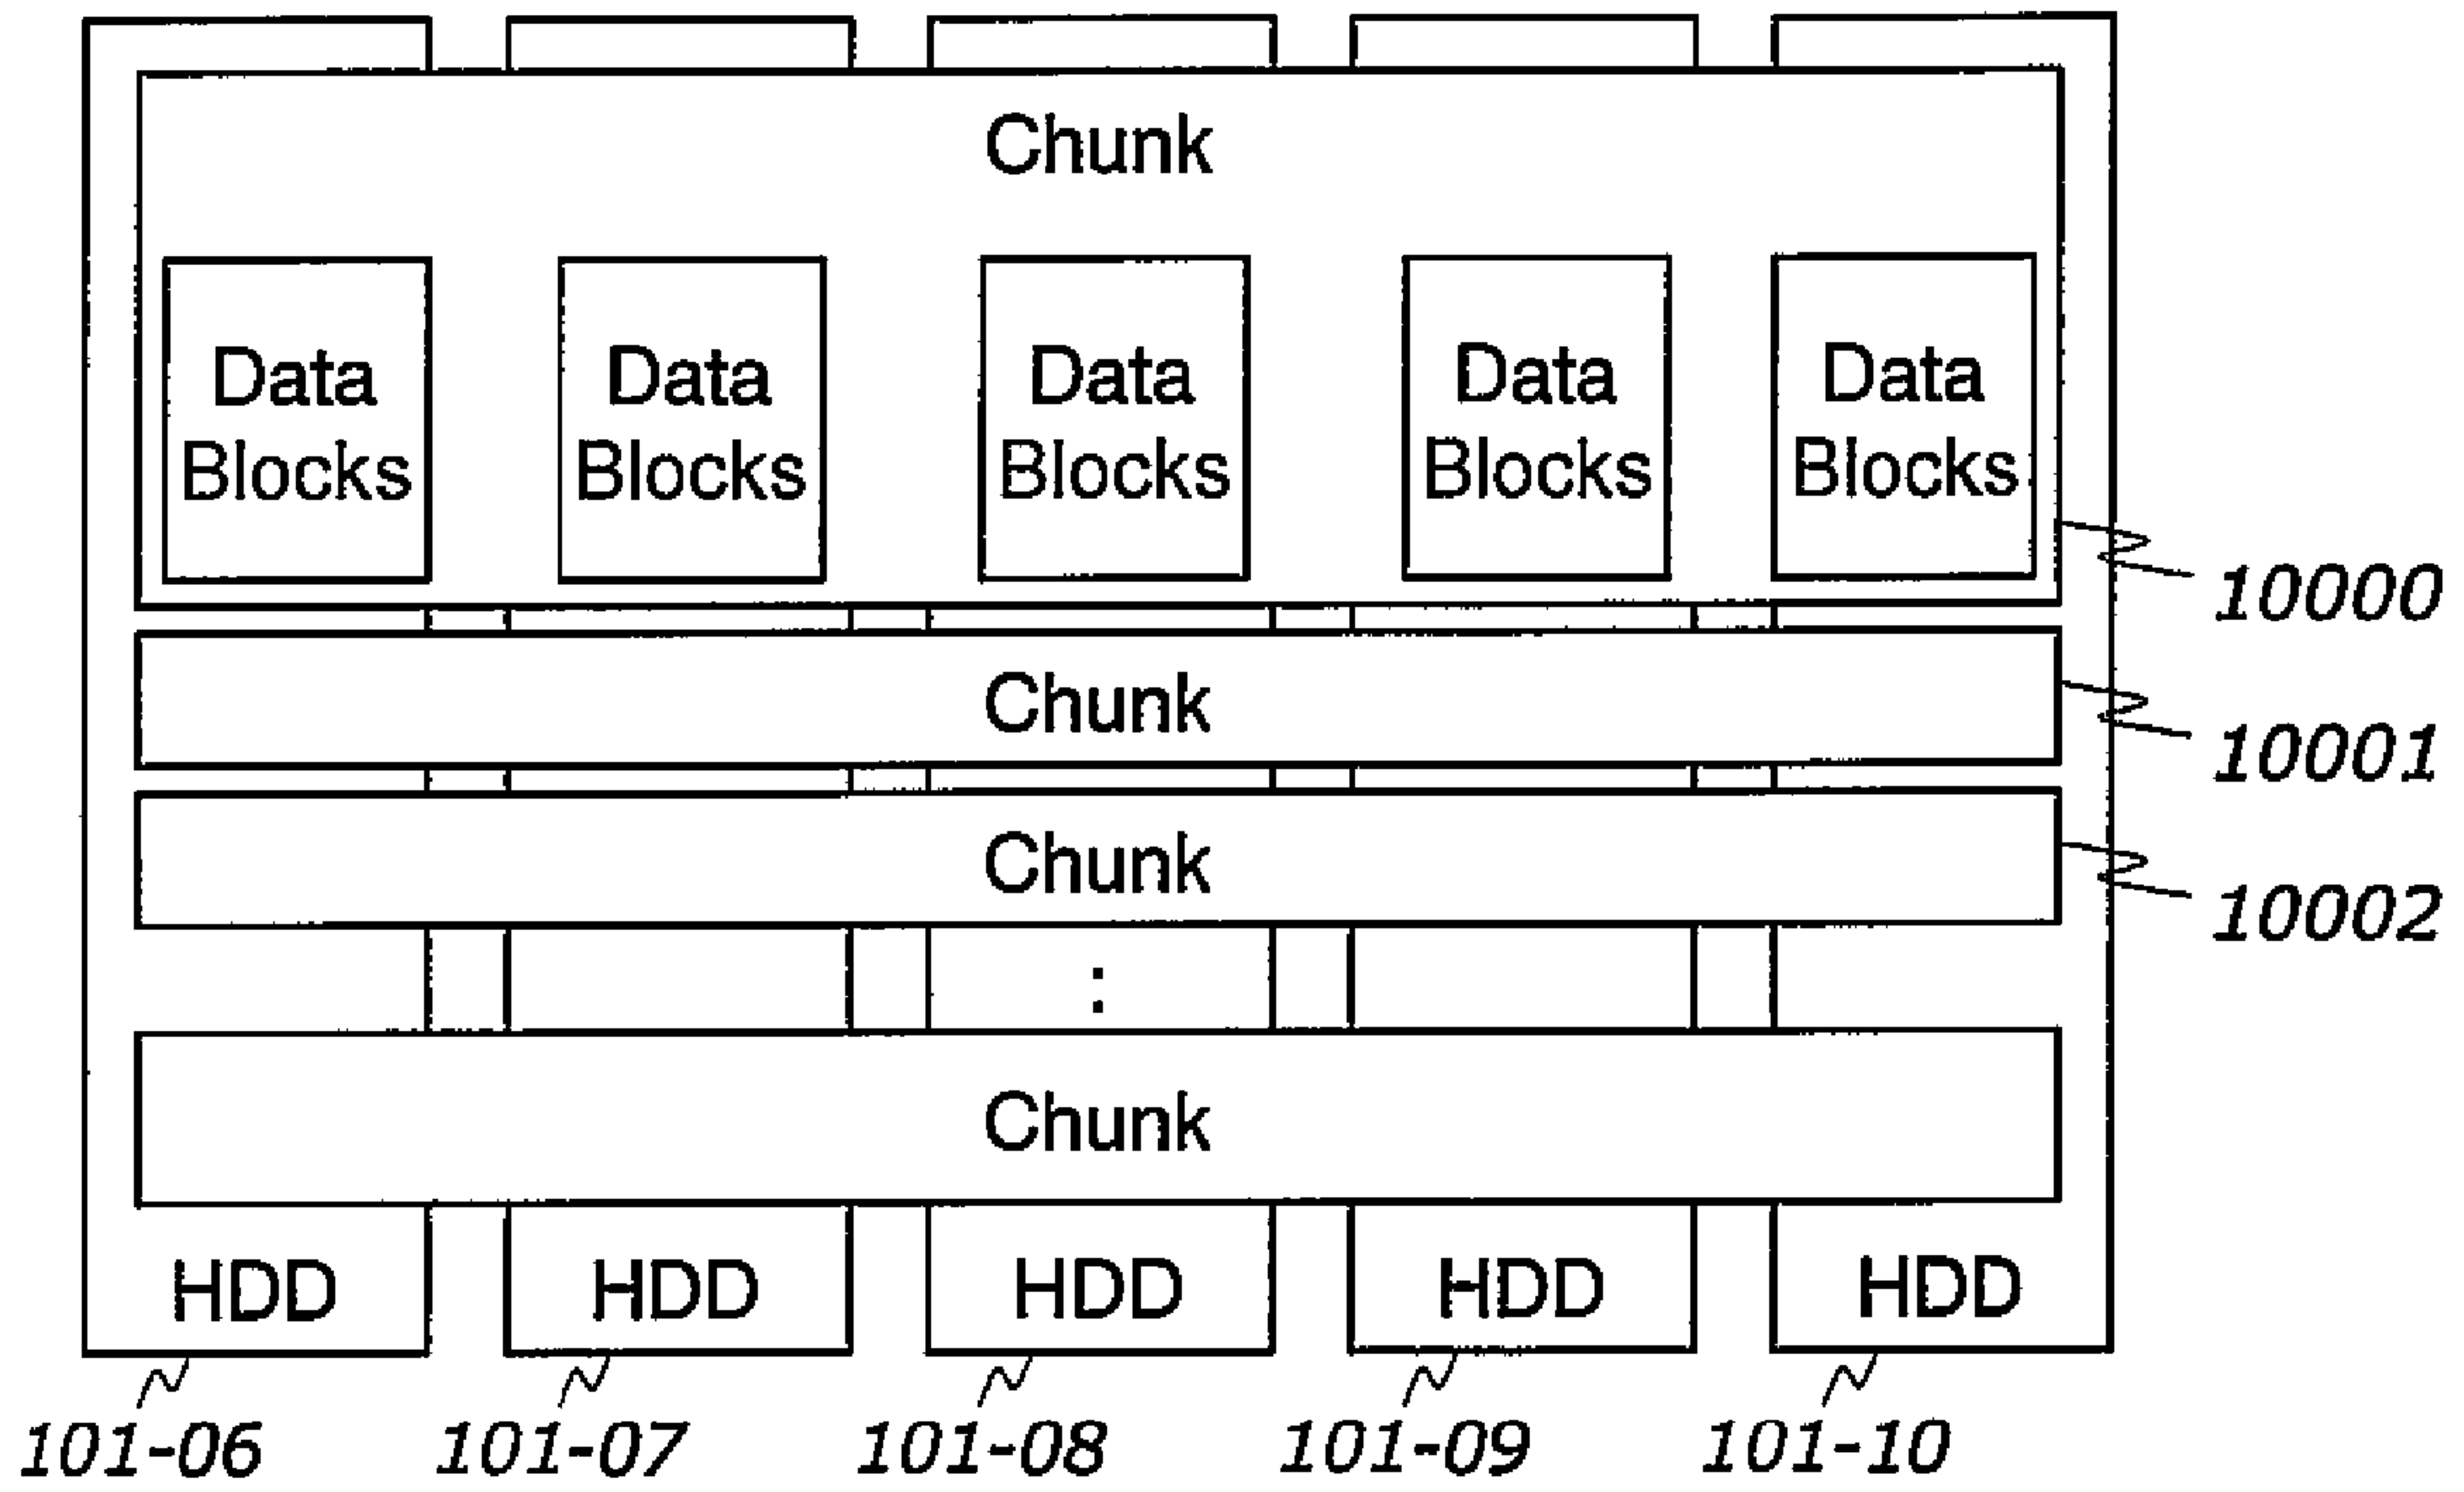 Chunk
Data Blocks
Data Blocks
Data Blocks
Data Blocks
Data Blocks
10000
Chunk
10001
Chunk
10002
:
Chunk
HDD HDD HDD HDD HDD
101-06 101-07 101-08 101-09 101-10